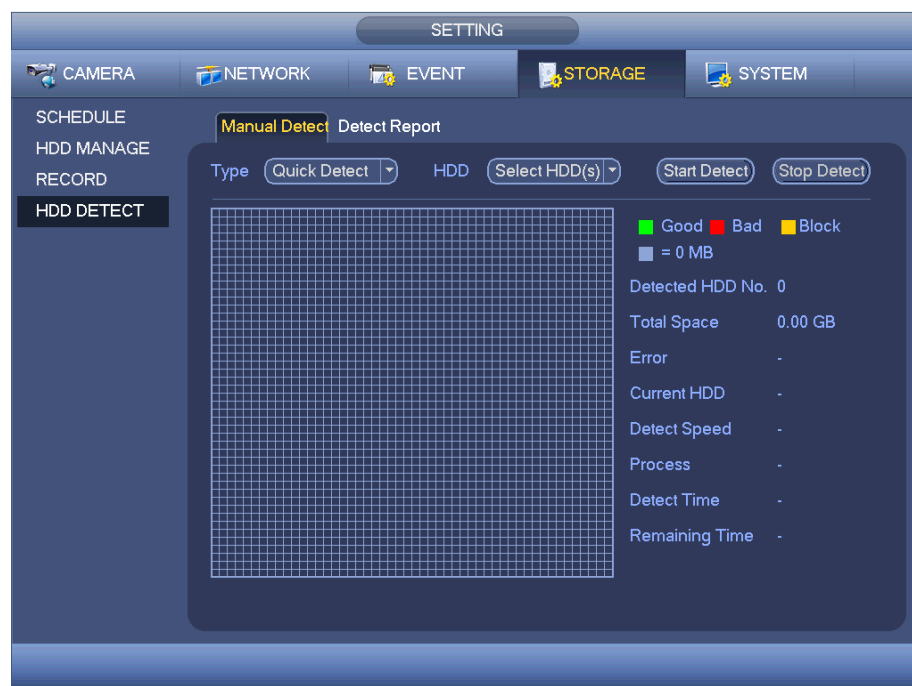 SETTING
CAMERA NETWORK EVENT STORAGE SYSTEM
SCHEDULE
HDD MANAGE
RECORD
HDD DETECT
Manual Detect Detect Report
Type Quick Detect HDD Select HDD(s) Start Detect Stop Detect
Good Bad Block
= 0 MB
Detected HDD No. 0
Total Space 0.00 GB
Error -
Current HDD -
Detect Speed -
Process -
Detect Time -
Remaining Time -